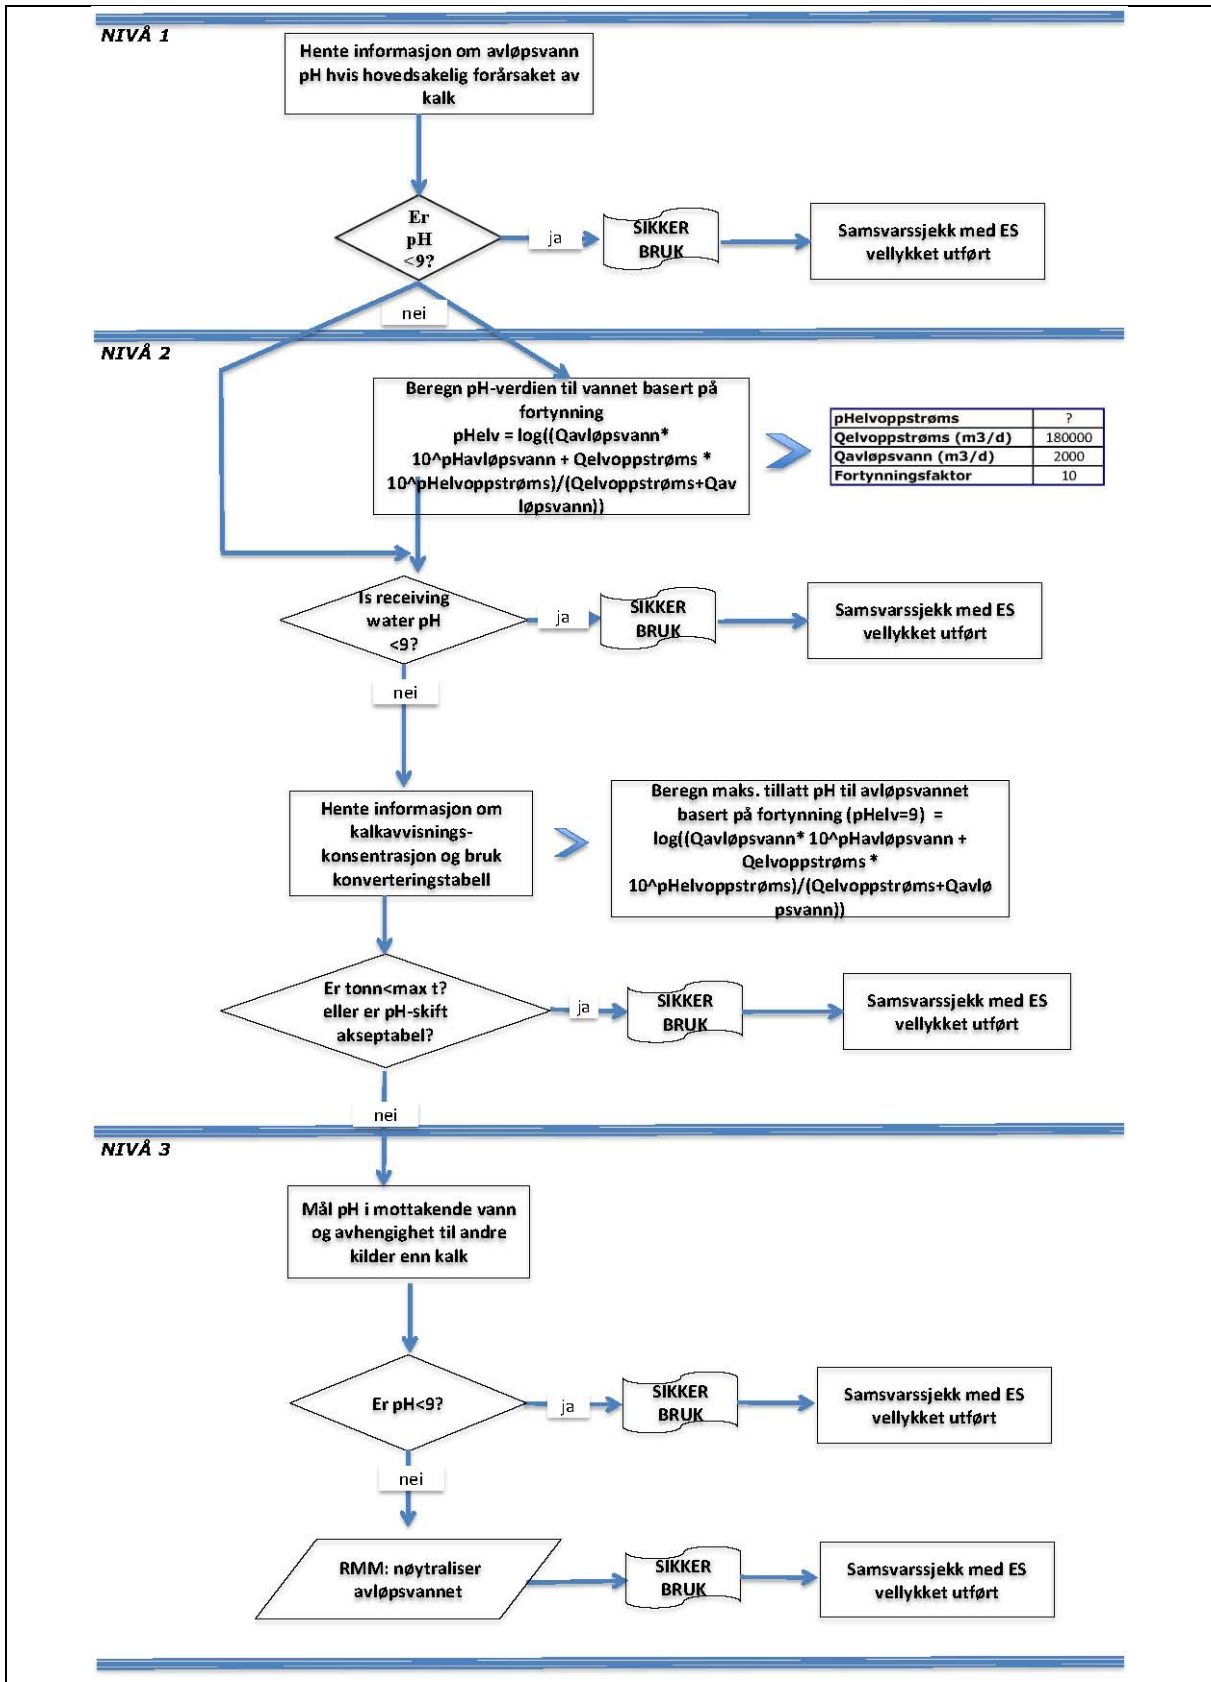 NIVÅ 1
Hente informasjon om avløpsvann
pH hvis hovedsakelig forårsaket av
kalk
Er
pH
<9?
ja
SIKKER
BRUK
Samsvarssjekk med ES
vellykket utført
nei
NIVÅ 2
Beregn pH-verdien til vannet basert på
fortynning
pHelv = log((Qavløpsvann*
10^pHavløpsvann + Qelvoppstrøms *
10^pHelvoppstrøms)/(Qelvoppstrøms+Qav
løpsvann))
pHelvoppstrøms ?
Qelvoppstrøms (m3/d) 180000
Qavløpsvann (m3/d) 2000
Fortynningsfaktor 10
Is receiving
water pH
<9?
ja
SIKKER
BRUK
Samsvarssjekk med ES
vellykket utført
nei
Hente informasjon om
kalkavvisnings-
konsentrasjon og bruk
konverteringstabell
Beregn maks. tillatt pH til avløpsvannet
basert på fortynning (pHelv=9) =
log((Qavløpsvann* 10^pHavløpsvann +
Qelvoppstrøms *
10^pHelvoppstrøms)/(Qelvoppstrøms+Qavlø
psvann))
Er tonn<max t?
eller er pH-skift
akseptabel?
ja
SIKKER
BRUK
Samsvarssjekk med ES
vellykket utført
nei
NIVÅ 3
Mål pH i mottakende vann
og avhengighet til andre
kilder enn kalk
Er pH<9?
ja
SIKKER
BRUK
Samsvarssjekk med ES
vellykket utført
nei
RMM: nøytraliser
avløpsvannet
SIKKER
BRUK
Samsvarssjekk med ES
vellykket utført